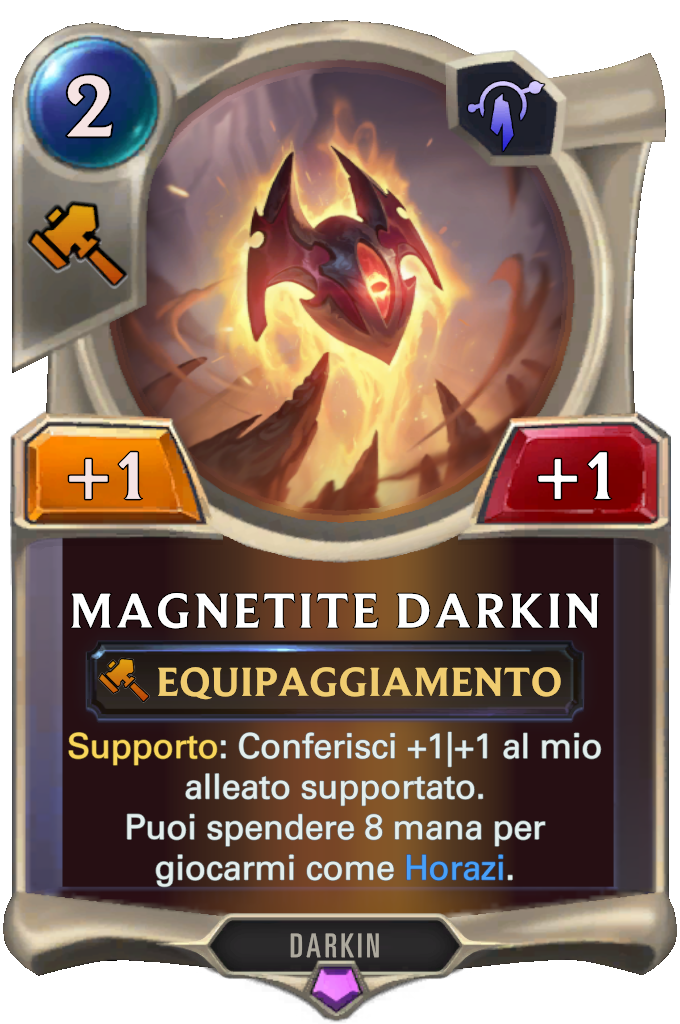 2
+1
+1
MAGNETITE DARKIN
EQUIPAGGIAMENTO
Supporto: Conferisci +1|+1 al mio
alleato supportato.
Puoi spendere 8 mana per
giocarmi come Horazi.
DARKIN